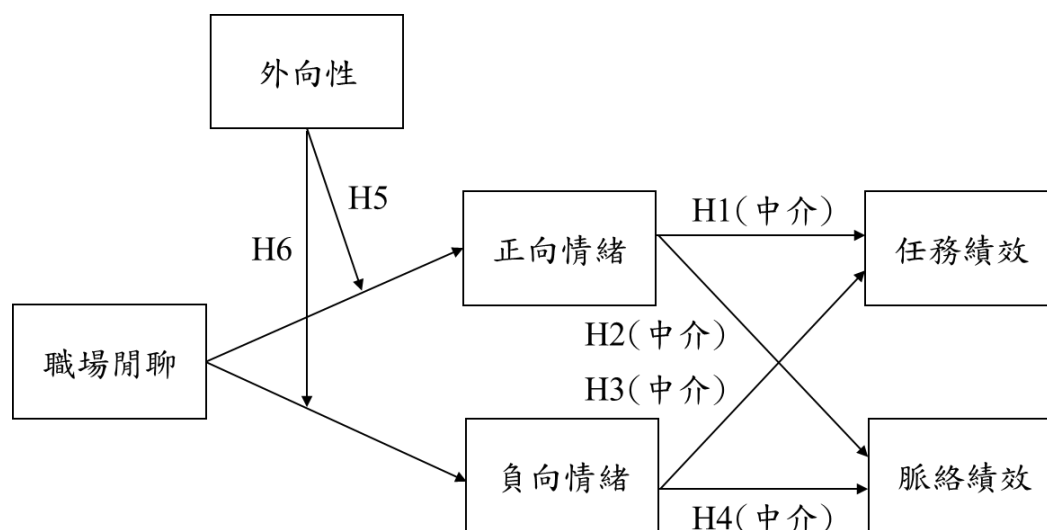 外向性
H5
H6
正向情緒
H1(中介)
任務績效
職場閒聊
H2(中介)
H3(中介)
負向情緒
脈絡績效
H4(中介)